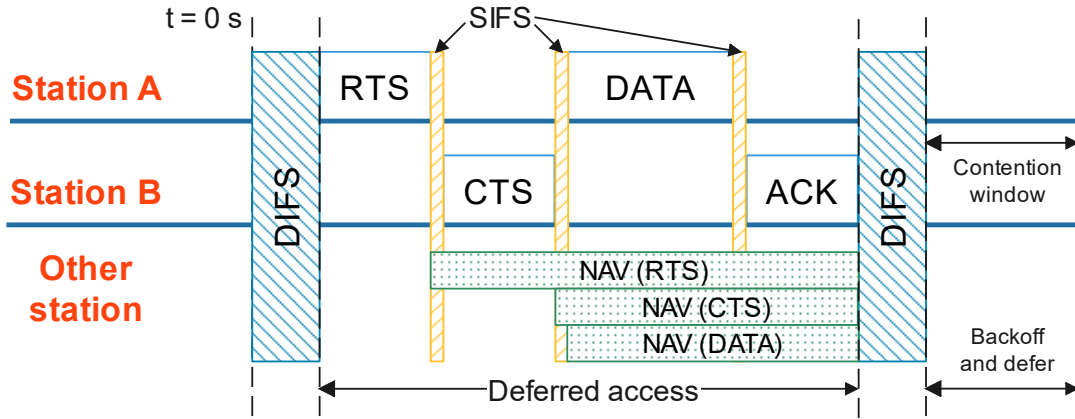 t = 0 s
SIFS
Station A
RTS
DATA
Station B
DIFS
CTS
ACK
DIFS
Contention
window
Other
station
NAV (RTS)
NAV (CTS)
NAV (DATA)
Deferred access
Backoff
and defer